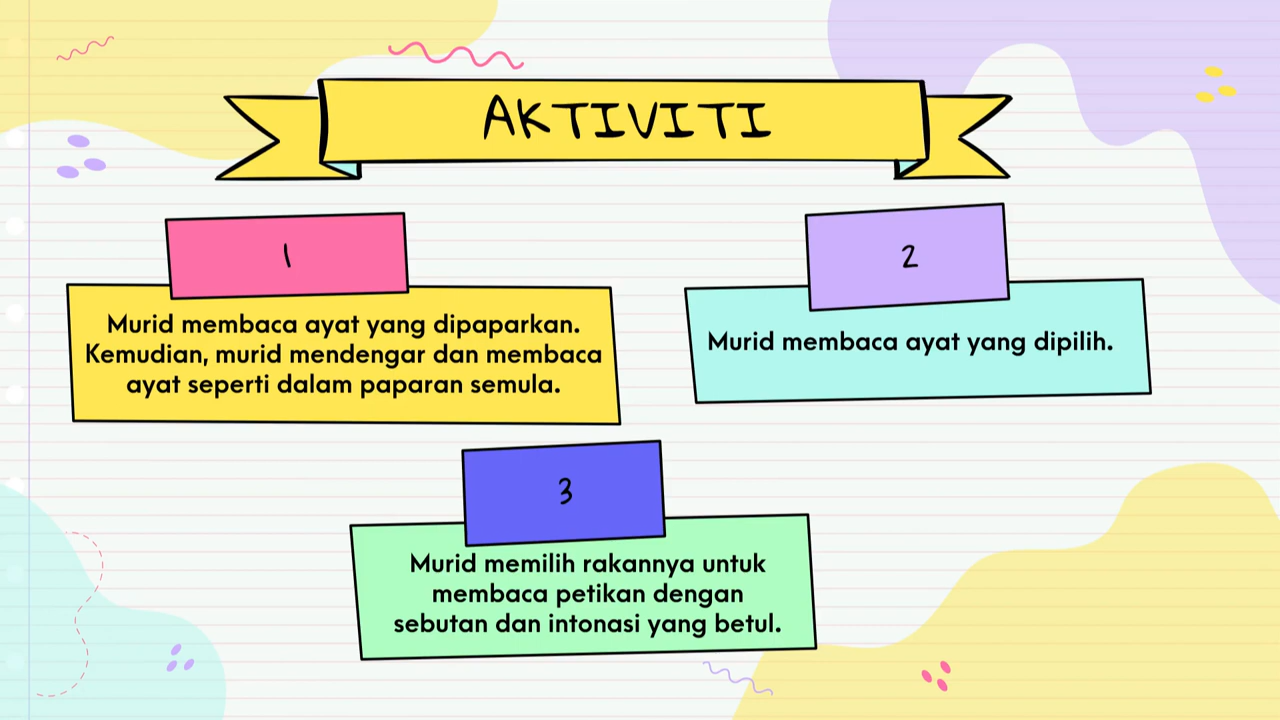 AKTIVITI
1
Murid membaca ayat yang dipaparkan.
Kemudian, murid mendengar dan membaca
ayat seperti dalam paparan semula.
2
Murid membaca ayat yang dipilih.
3
Murid memilih rakannya untuk
membaca petikan dengan
sebutan dan intonasi yang betul.